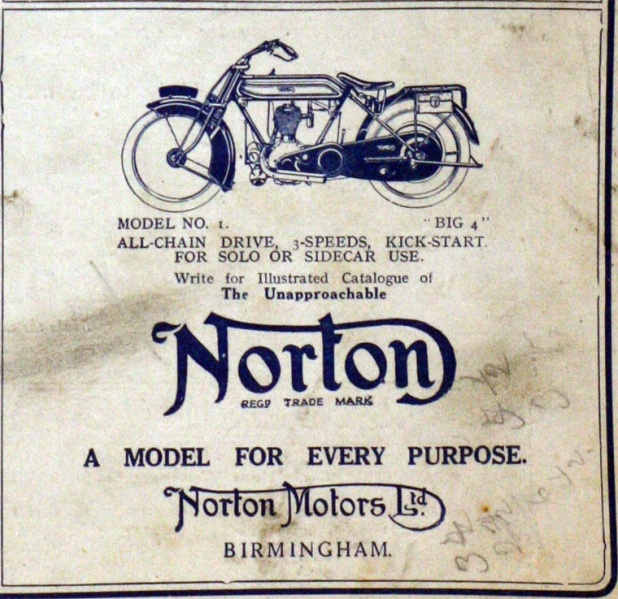 MODEL NO. 1. "BIG 4"
ALL-CHAIN DRIVE, 3-SPEEDS, KICK-START.
FOR SOLO OR SIDECAR USE.
Write for Illustrated Catalogue of
The Unapproachable
Norton
REGD TRADE MARK
A MODEL FOR EVERY PURPOSE.
Norton Motors Ltd.
BIRMINGHAM.